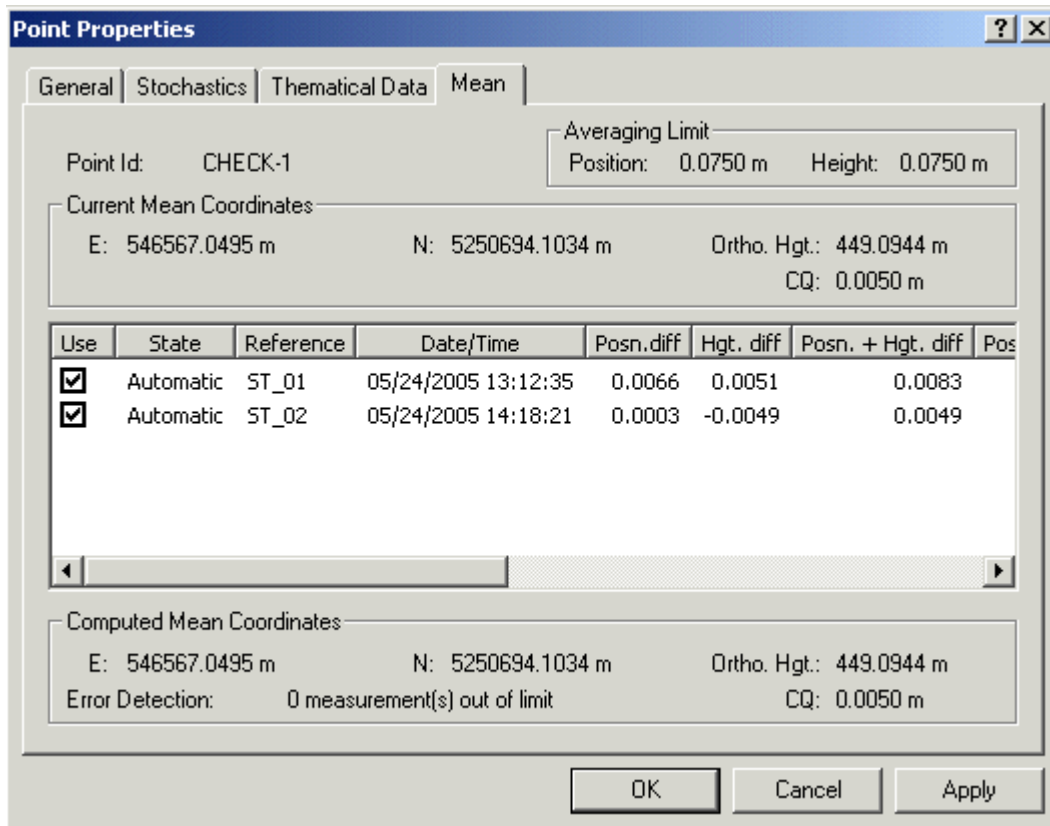 Point Properties
General Stochastics Thematical Data Mean
Averaging Limit
Point Id: CHECK-1 Position: 0.0750 m Height: 0.0750 m
Current Mean Coordinates
E: 546567.0495 m N: 5250694.1034 m Ortho. Hgt.: 449.0944 m
CQ: 0.0050 m
Use State Reference Date/Time Posn.diff Hgt. diff Posn. + Hgt. diff Pos
Automatic ST_01 05/24/2005 13:12:35 0.0066 0.0051 0.0083
Automatic ST_02 05/24/2005 14:18:21 0.0003 -0.0049 0.0049
Computed Mean Coordinates
E: 546567.0495 m N: 5250694.1034 m Ortho. Hgt.: 449.0944 m
Error Detection: 0 measurement(s) out of limit CQ: 0.0050 m
OK Cancel Apply